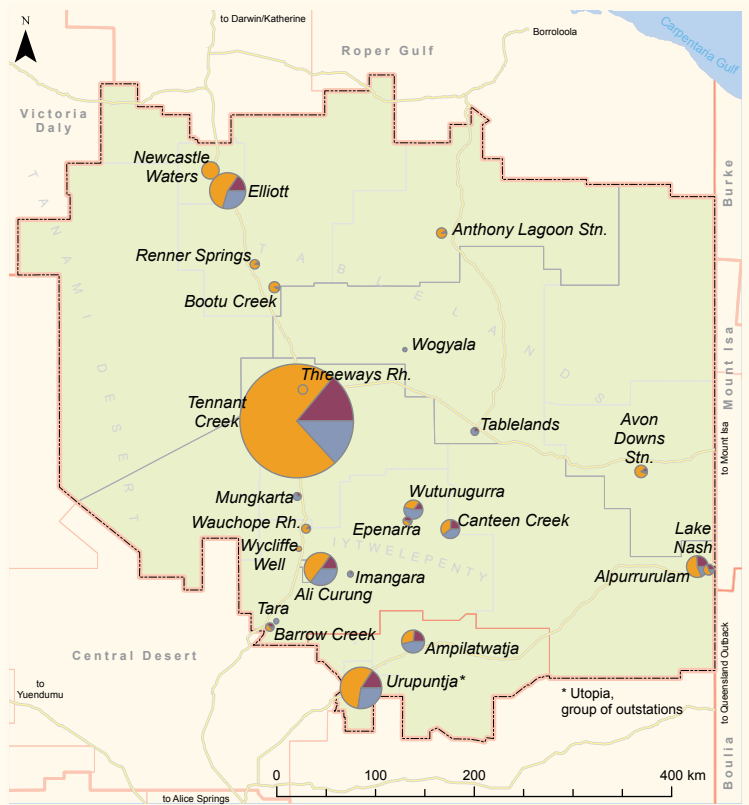 N
to Darwin/Katherine
Borroloola
Roper Gulf
Carpentaria Gulf
Victoria
Daly
Newcastle
Waters
Elliott
Burke
TANAMI DESERT
Anthony Lagoon Stn.
Renner Springs
TABLELANDS
Bootu Creek
Wogyala
Mount Isa
Threeways Rh.
Tennant
Creek
Tablelands
Avon
Downs
Stn.
to Mount Isa
Mungkarta
Wutunugurra
Wauchope Rh.
Epenarra
Canteen Creek
Lake
Nash
Wycliffe
Well
IYTWELEPENTY
Imangara
Alpurrurulam
Ali Curung
Tara
Barrow Creek
Ampilatwatja
Central Desert
to
Yuendumu
Urupuntja*
* Utopia,
group of outstations
to Queensland Outback
Boulia
0 100 200 400 km
to Alice Springs